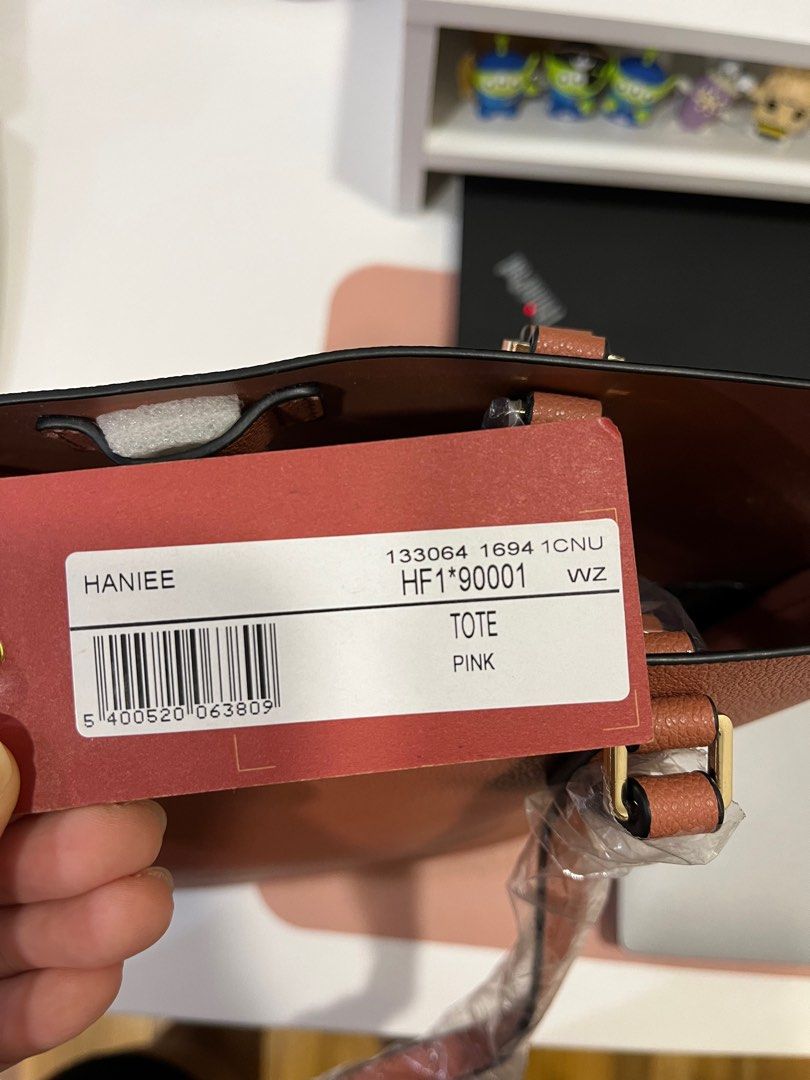 133064 1694 1CNU
HANIEE HF1*90001 WZ
TOTE
PINK
5 400520 063809